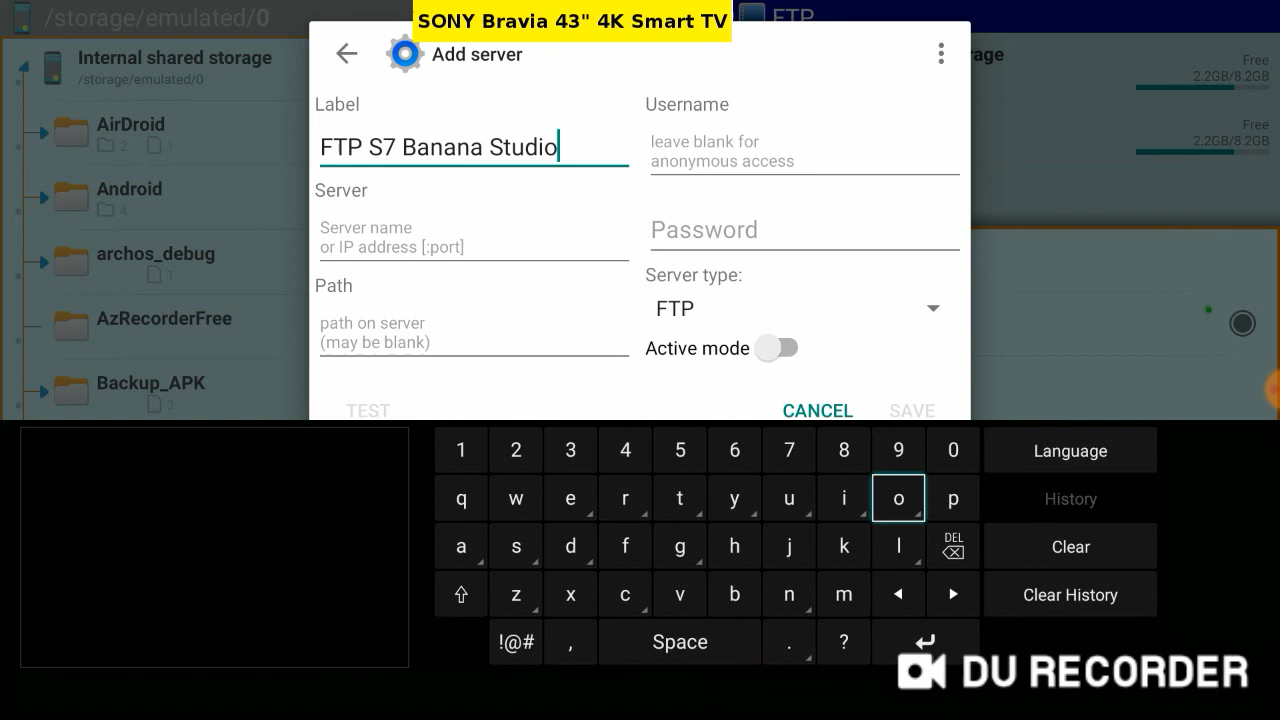 /storage/emulated/0
FTP
SONY Bravia 43" 4K Smart TV
Internal shared storage
/storage/emulated/0
AirDroid
2 1
Android
4
archos_debug
1
AzRecorderFree
Backup_APK
3
Add server
Label
FTP S7 Banana Studio
Server
Server name
or IP address [:port]
Path
path on server
(may be blank)
Username
leave blank for
anonymous access
Password
Server type:
FTP
Active mode
TEST
CANCEL
SAVE
rage
Free
2.2GB/8.2GB
Free
2.2GB/8.2GB
1 2 3 4 5 6 7 8 9 0 Language
q w e r t y u i o p History
a s d f g h j k l DEL Clear
z x c v b n m Clear History
!@# , Space . ?
DU RECORDER